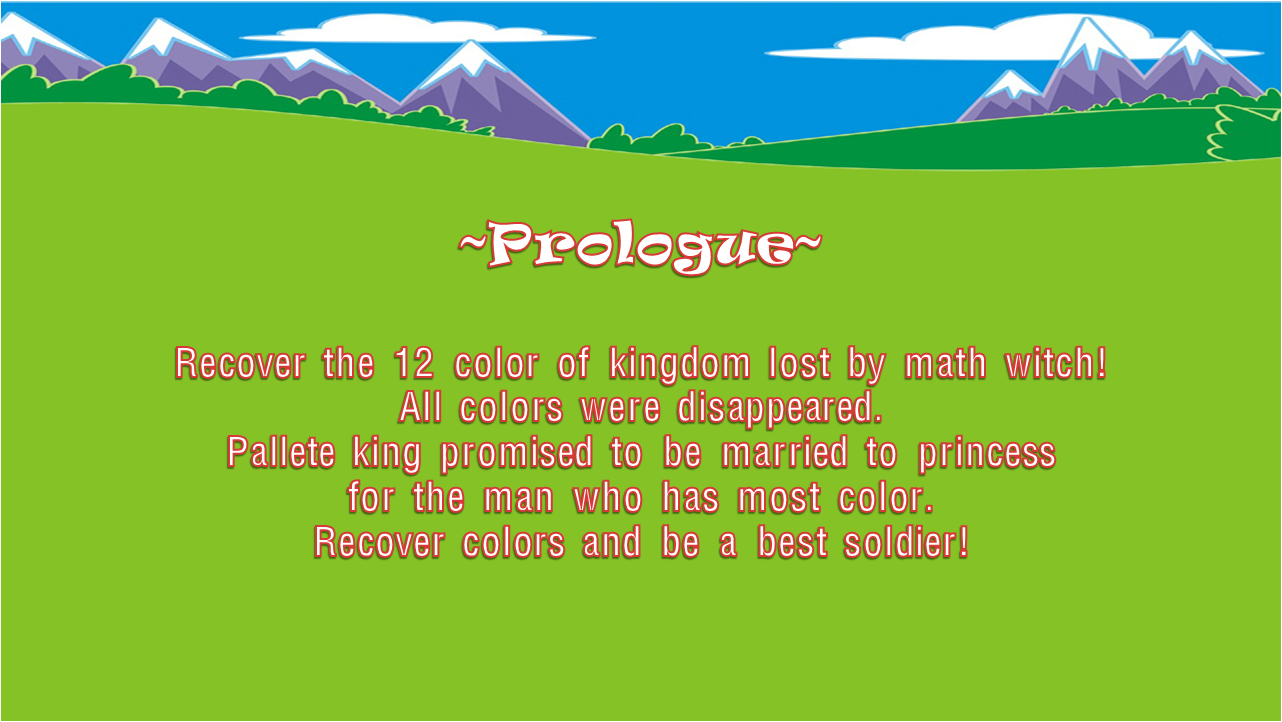 ~Prologue~
Recover the 12 color of kingdom lost by math witch!
All colors were disappeared.
Pallete king promised to be married to princess
for the man who has most color.
Recover colors and be a best soldier!